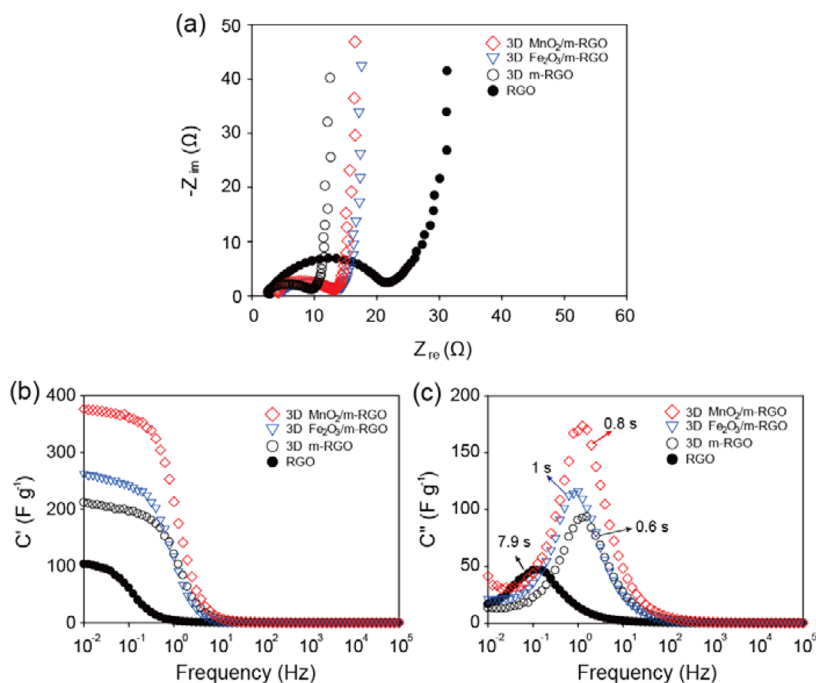 (a)
50
40
30
20
10
0
0 10 20 30 40 50 60
-Z im (Ω)
Z re (Ω)
3D MnO₂/m-RGO
3D Fe₂O₃/m-RGO
3D m-RGO
RGO
(b)
400
300
200
100
0
10⁻² 10⁻¹ 10⁰ 10¹ 10² 10³ 10⁴ 10⁵
C' (F g⁻¹)
Frequency (Hz)
3D MnO₂/m-RGO
3D Fe₂O₃/m-RGO
3D m-RGO
RGO
(c)
200
150
100
50
0
10⁻² 10⁻¹ 10⁰ 10¹ 10² 10³ 10⁴ 10⁵
C'' (F g⁻¹)
Frequency (Hz)
3D MnO₂/m-RGO
3D Fe₂O₃/m-RGO
3D m-RGO
RGO
0.8 s
1 s
0.6 s
7.9 s